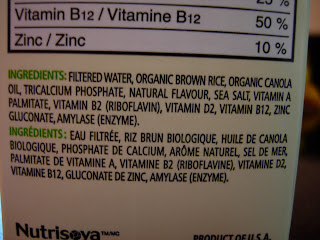 25 %
Vitamin B12 / Vitamine B12 50 %
Zinc / Zinc 10 %
INGREDIENTS: FILTERED WATER, ORGANIC BROWN RICE, ORGANIC CANOLA
OIL, TRICALCIUM PHOSPHATE, NATURAL FLAVOUR, SEA SALT, VITAMIN A
PALMITATE, VITAMIN B2 (RIBOFLAVIN), VITAMIN D2, VITAMIN B12, ZINC
GLUCONATE, AMYLASE (ENZYME).
INGRÉDIENTS: EAU FILTRÉE, RIZ BRUN BIOLOGIQUE, HUILE DE CANOLA
BIOLOGIQUE, PHOSPHATE DE CALCIUM, ARÔME NATUREL, SEL DE MER,
PALMITATE DE VITAMINE A, VITAMINE B2 (RIBOFLAVINE), VITAMINE D2,
VITAMINE B12, GLUCONATE DE ZINC, AMYLASE (ENZYME).
Nutrisoya TM/MC PRODUCT OF U.S.A.